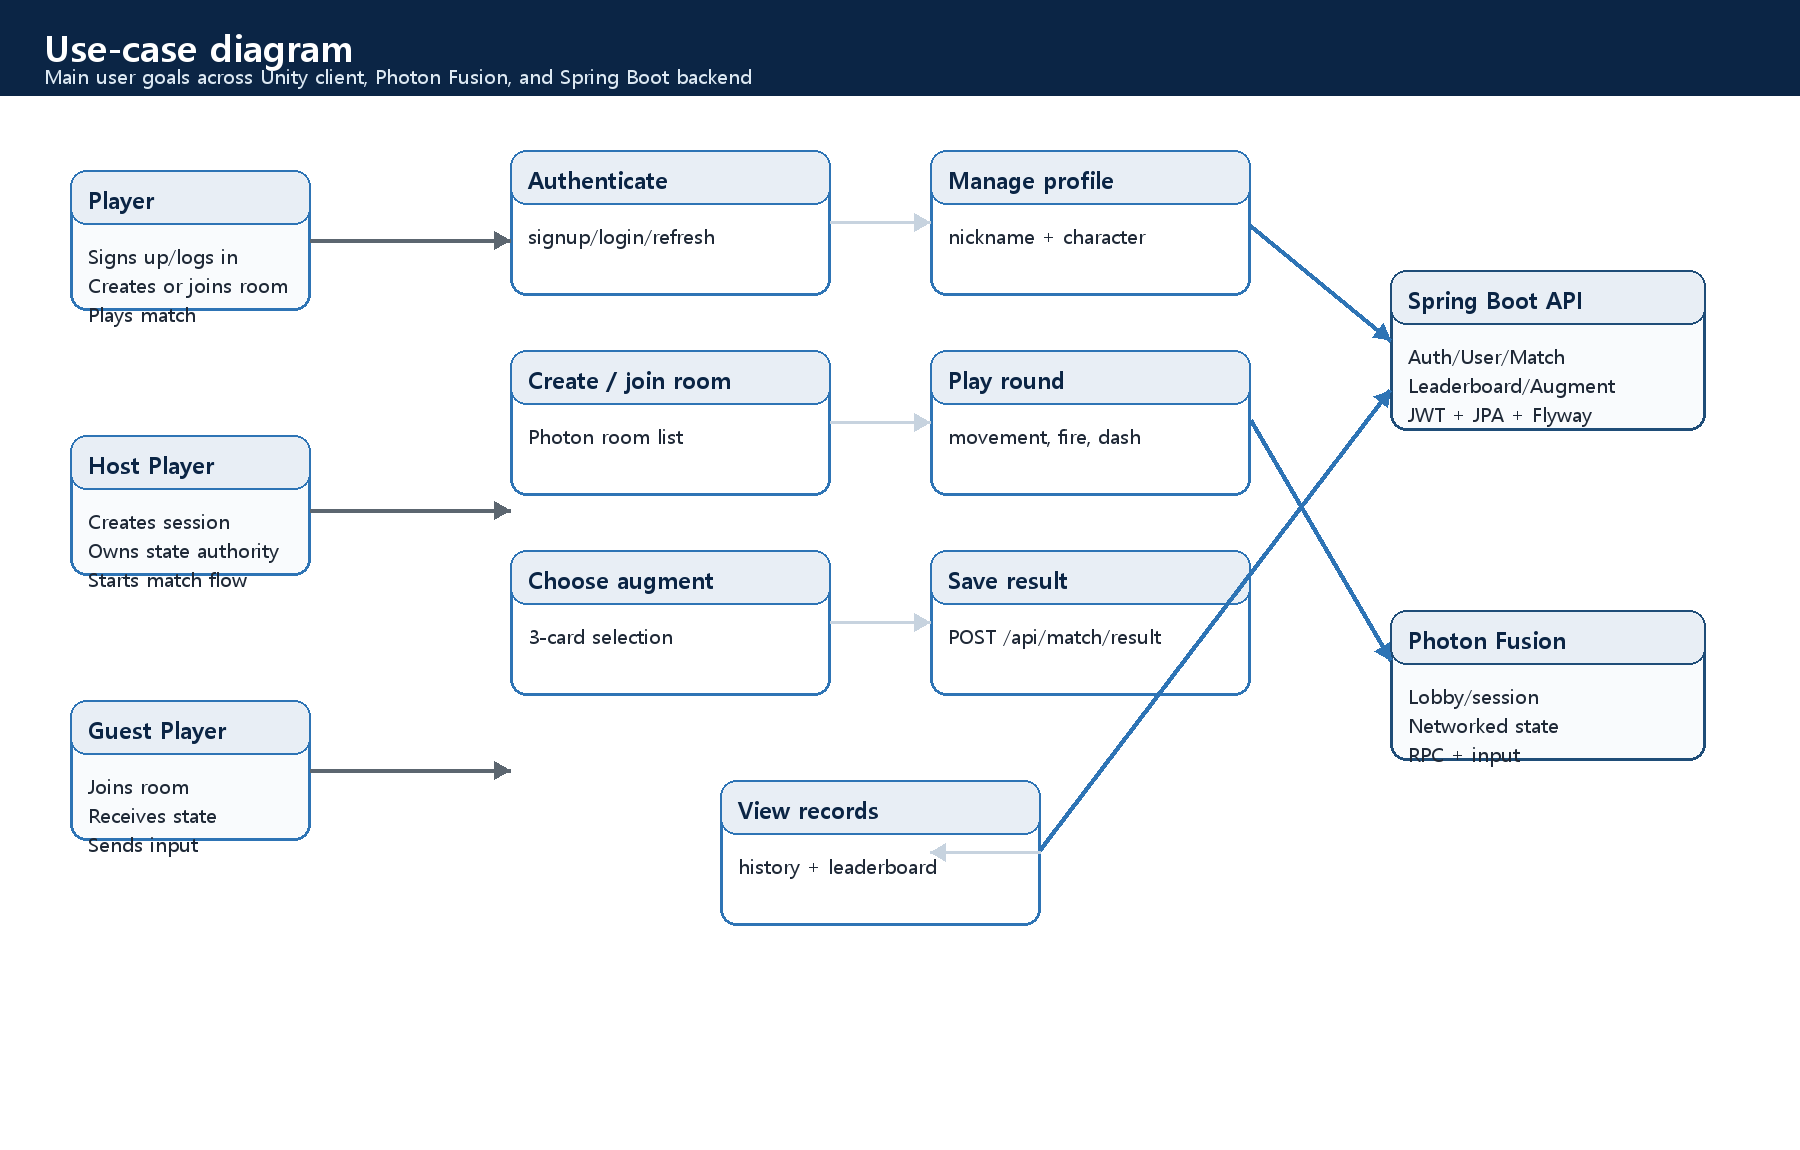 Use-case diagram
Main user goals across Unity client, Photon Fusion, and Spring Boot backend
Player
Signs up/logs in
Creates or joins room
Plays match
Authenticate
signup/login/refresh
Manage profile
nickname + character
Spring Boot API
Auth/User/Match
Leaderboard/Augment
JWT + JPA + Flyway
Create / join room
Photon room list
Play round
movement, fire, dash
Host Player
Creates session
Owns state authority
Starts match flow
Choose augment
3-card selection
Save result
POST /api/match/result
Photon Fusion
Lobby/session
Networked state
RPC + input
Guest Player
Joins room
Receives state
Sends input
View records
history + leaderboard